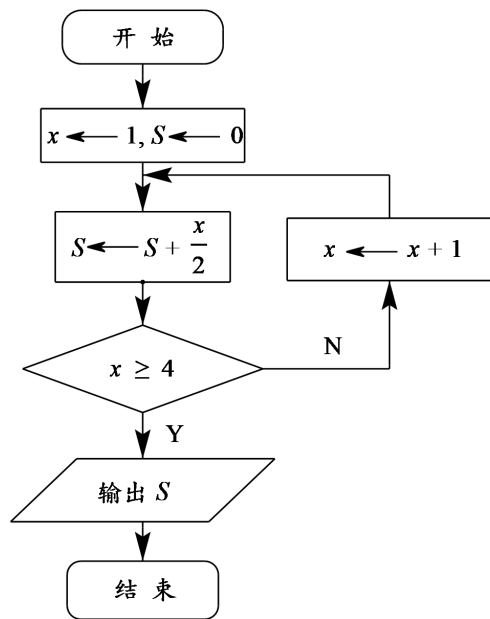 开 始
x ← 1, S ← 0
S ← S + x/2
x ← x + 1
x ≥ 4
N
Y
输出 S
结 束